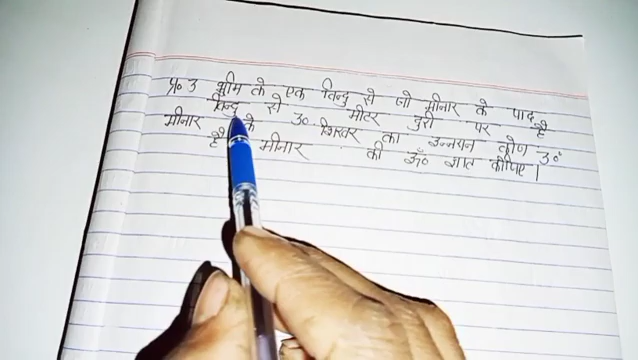 प्र० 3 भूमि के एक विन्दु से जो मीनार के पाद
विन्दु से 30 मीटर दुरी पर है
मीनार के शिखर का उन्नयन कोण 30°
है मीनार की ऊँ० ज्ञात कीजिए।